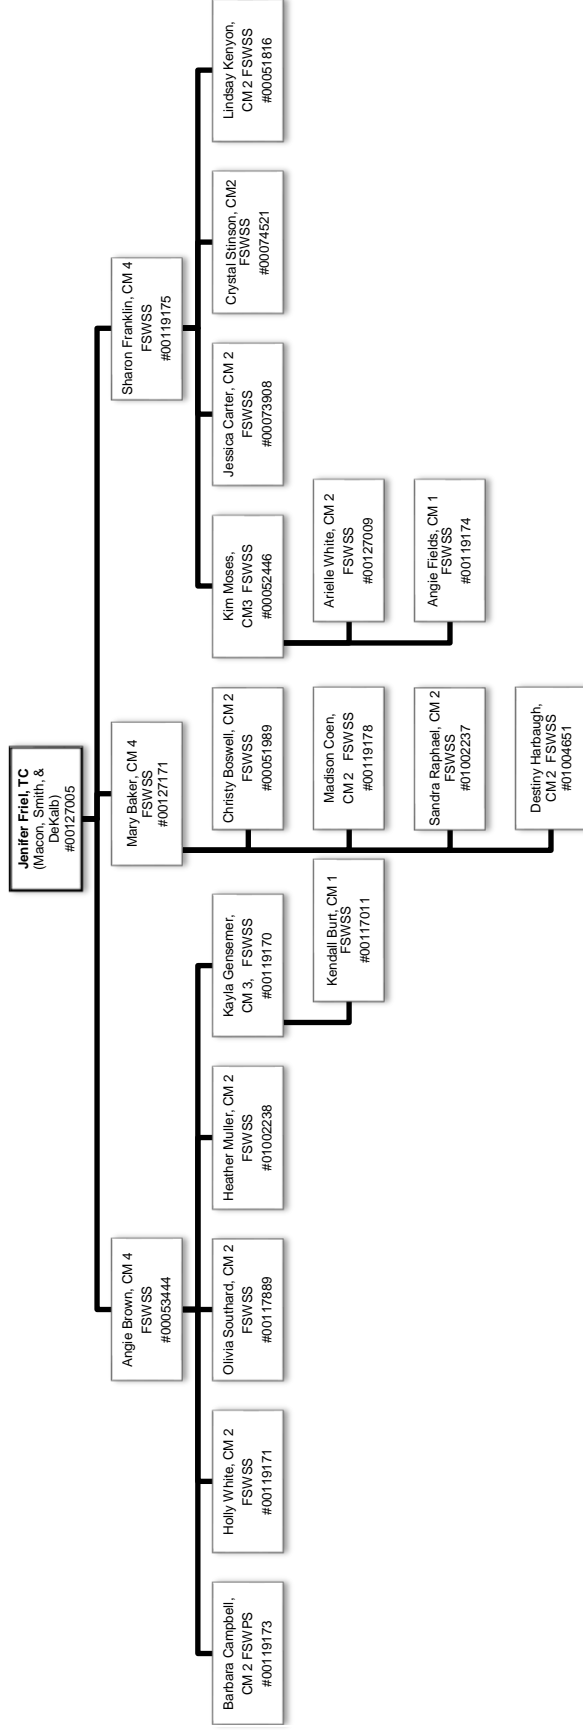 Jenifer Friel, TC
(Macon, Smith, &
DeKalb)
#00127005
Angie Brown, CM 4
FSWSS
#00053444
Mary Baker, CM 4
FSWSS
#00127171
Sharon Franklin, CM 4
FSWSS
#00119175
Barbara Campbell,
CM 2 FSWPS
#00119173
Holly White, CM 2
FSWSS
#00119171
Olivia Southard, CM 2
FSWSS
#00117889
Heather Muller, CM 2
FSWSS
#01002238
Kayla Gensemer,
CM 3, FSWSS
#00119170
Kendall Burt, CM 1
FSWSS
#00117011
Christy Boswell, CM 2
FSWSS
#00051989
Madison Coen,
CM 2 FSWSS
#00119178
Sandra Raphael, CM 2
FSWSS
#01002237
Destiny Harbaugh,
CM 2 FSWSS
#01004651
Kim Moses,
CM3 FSWSS
#00052446
Arielle White, CM 2
FSWSS
#00127009
Angie Fields, CM 1
FSWSS
#00119174
Jessica Carter, CM 2
FSWSS
#00073908
Crystal Stinson, CM2
FSWSS
#00074521
Lindsay Kenyon,
CM 2 FSWSS
#00051816